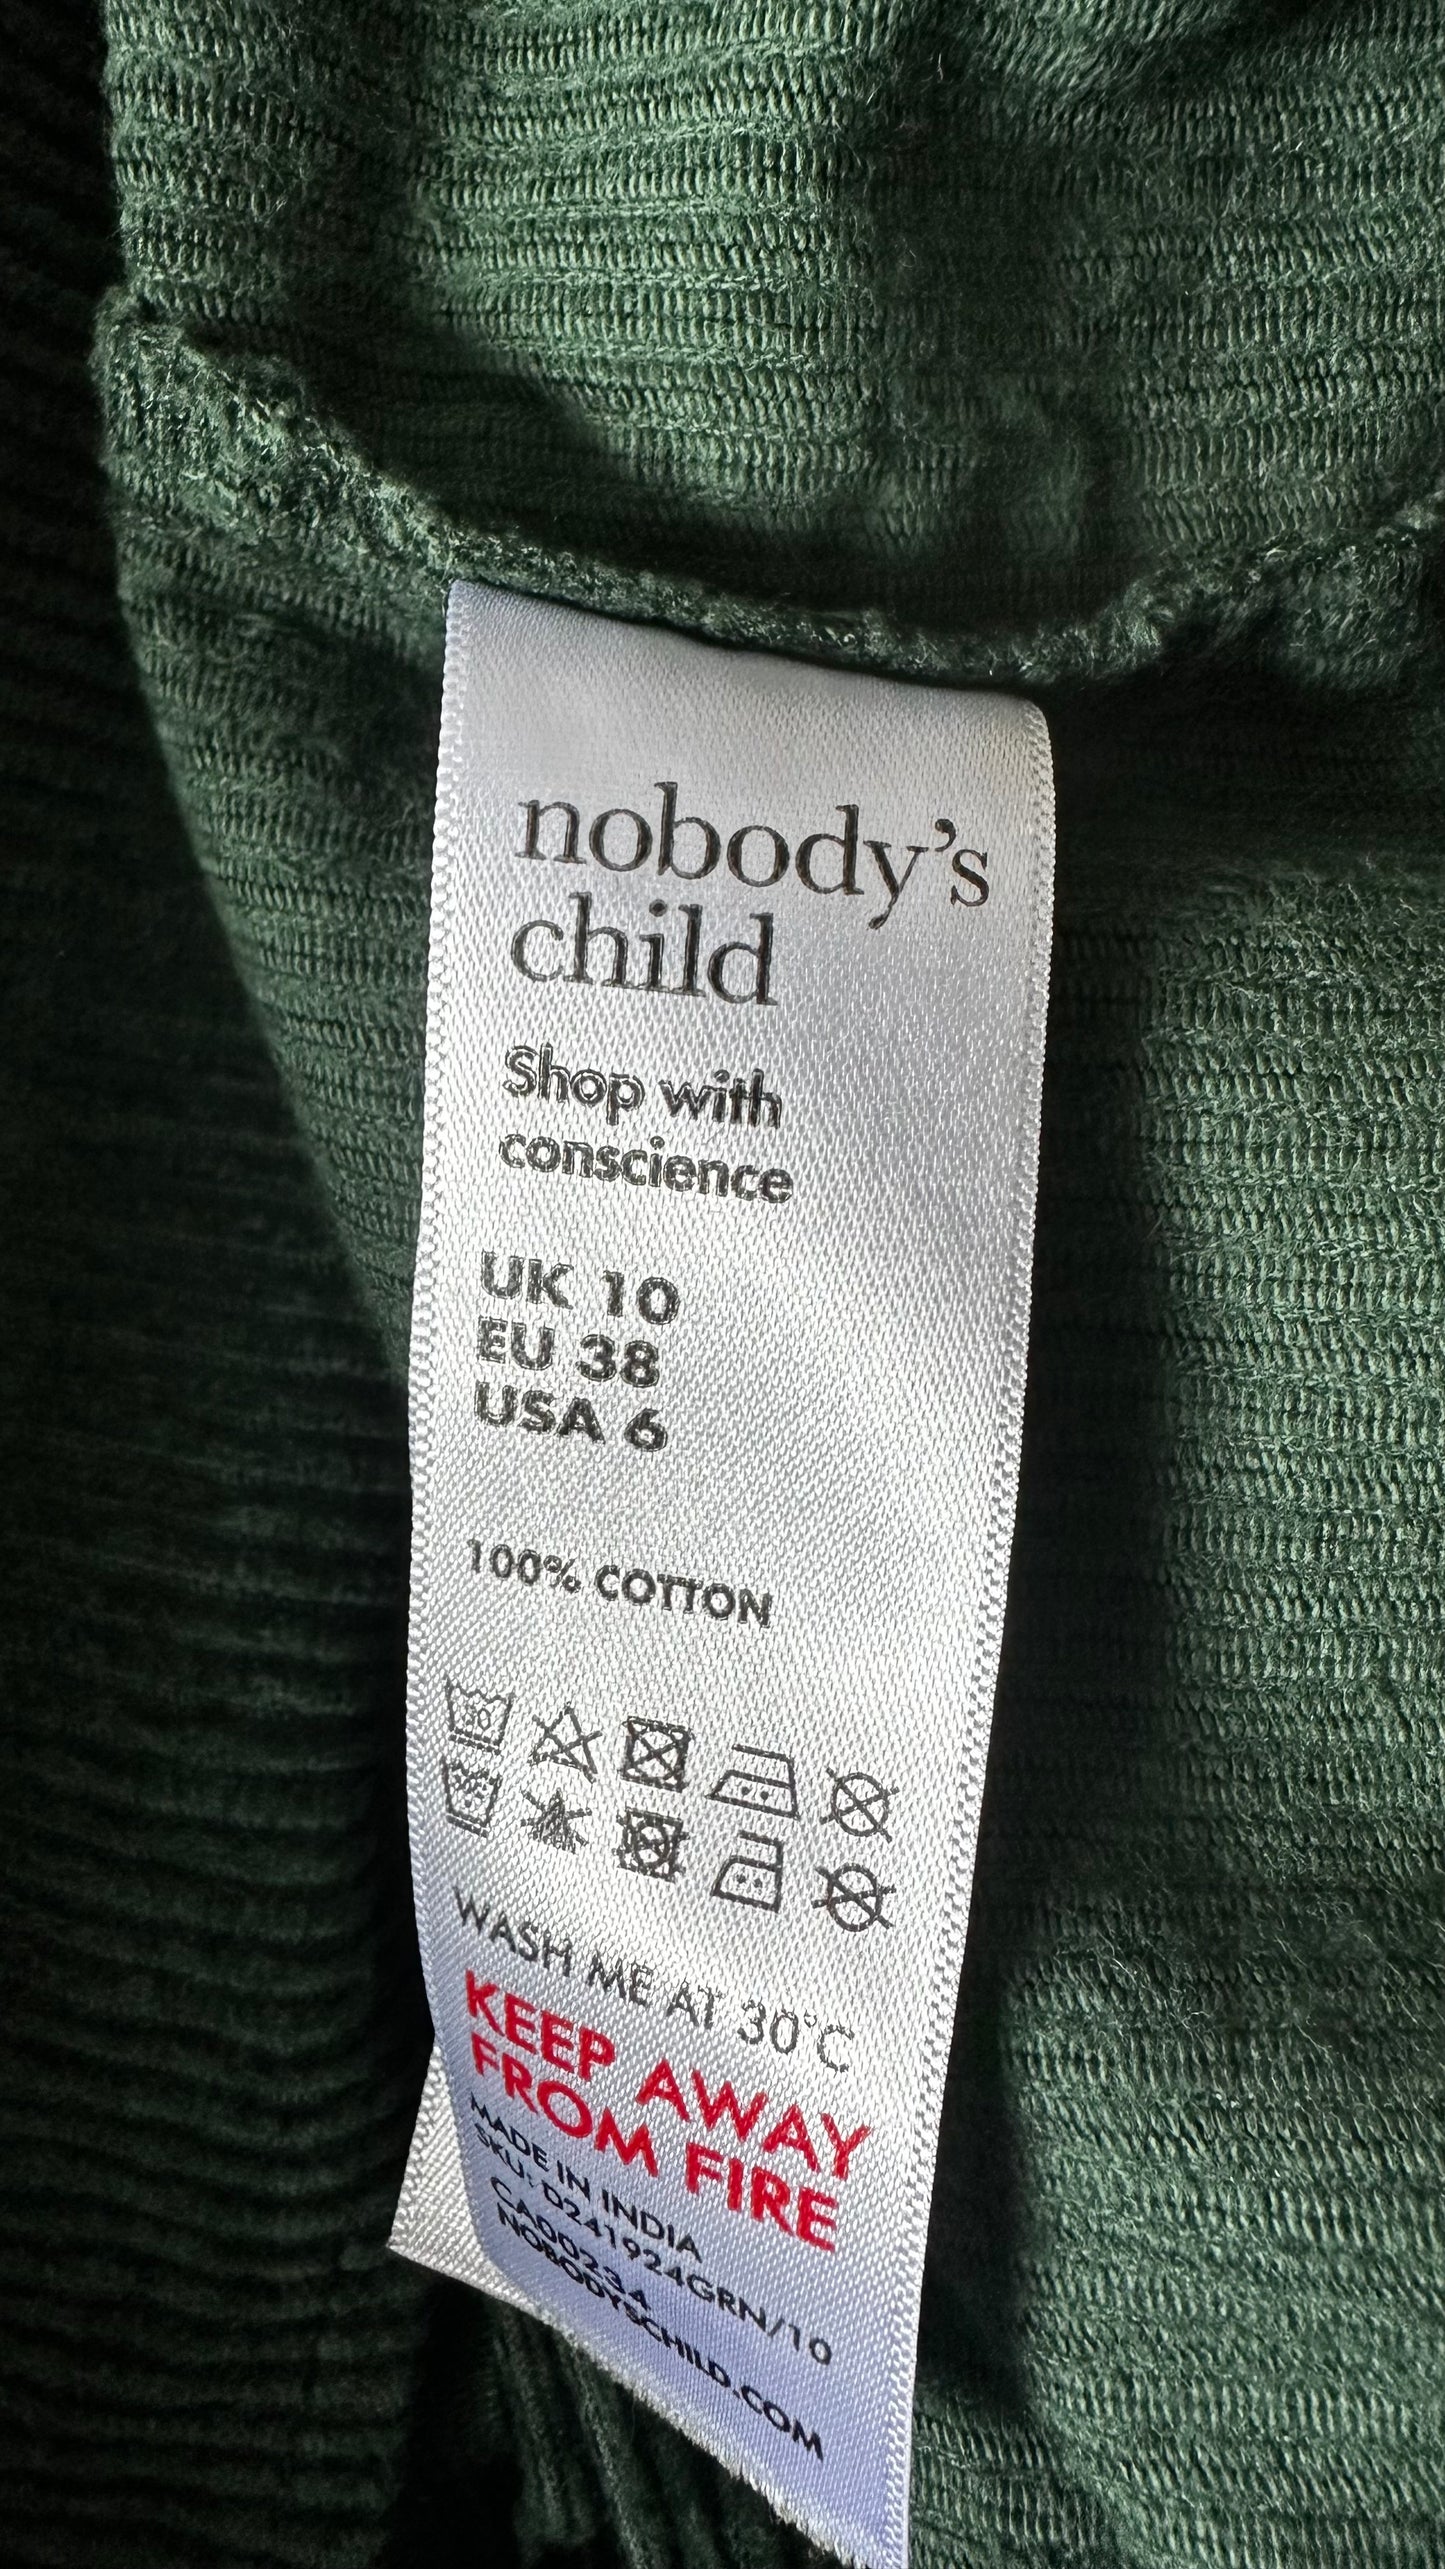 nobody's
child
Shop with
conscience
UK 10
EU 38
USA 6
100% COTTON
30
WASH ME AT 30°C
KEEP AWAY
FROM FIRE
MADE IN INDIA
SKU: D241924GRN/10
CA00234
NOBODYSCHILD.COM